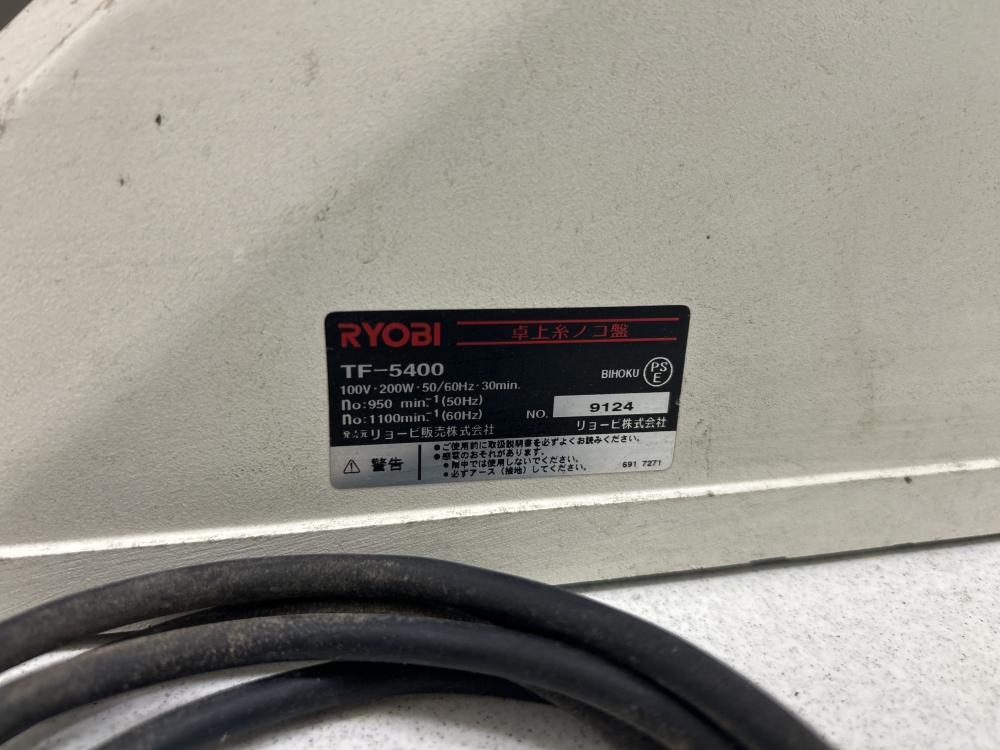 RYOBI 卓上糸ノコ盤
TF-5400
BIHOKU PSE
100V·200W·50/60Hz·30min.
no:950 min.⁻¹(50Hz)
no:1100min.⁻¹(60Hz)
NO. 9124
発売元リョービ販売株式会社 リョービ株式会社
⚠ 警告
●ご使用前に取扱説明書を必ずよくお読みください。
●感電のおそれがあります。
●雨中では使用しないでください。
●必ずアース(接地)してください。
691 7271